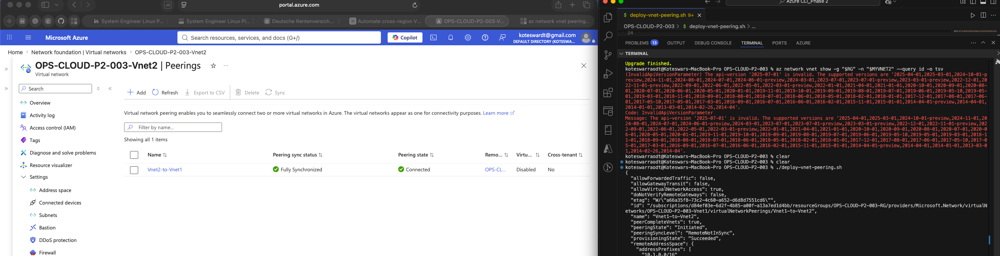 portal.azure.com
JS
H
C
in System Engineer Linux P...
System Engineer Linux Pl...
G Deutsche Rentenversich...
Automate cross-region V...
A OPS-CLOUD-P2-003-V...
az network vnet peering...
Microsoft Azure
Search resources, services, and docs (G+/)
Copilot
koteswardt@gmail.com
DEFAULT DIRECTORY (KOTESWA...
Home > Network foundation | Virtual networks > OPS-CLOUD-P2-003-Vnet2
OPS-CLOUD-P2-003-Vnet2 | Peerings
Virtual network
Search
Add
Refresh
Export to CSV
Delete
Sync
Overview
Activity log
Access control (IAM)
Tags
Diagnose and solve problems
Resource visualizer
Settings
Address space
Connected devices
Subnets
Bastion
DDoS protection
Firewall
Virtual network peering enables you to seamlessly connect two or more virtual networks in Azure. The virtual networks appear as one for connectivity purposes. Learn more
Filter by name...
Showing all 1 items
Name Peering sync status Peering state Remo... Virtu... Cross-tenant
Vnet2-to-Vnet1 Fully Synchronized Connected OPS-CL... Disabled No
Azure CLI_Phase 2
$ deploy-vnet-peering.sh 9+
OPS-CLOUD-P2-003 > $ deploy-vnet-peering.sh > ...
24
PROBLEMS 13 OUTPUT DEBUG CONSOLE TERMINAL PORTS AZURE
TERMINAL
Upgrade finished.
koteswarraodt@Koteswars-MacBook-Pro OPS-CLOUD-P2-003 % az network vnet show -g "$RG" -n "$MYVNET2" --query id -o tsv
(InvalidApiVersionParameter) The api-version '2025-07-01' is invalid. The supported versions are '2025-04-01,2025-03-01,2024-10-01-p
review,2024-11-01,2024-08-01,2024-07-01,2024-06-01-preview,2024-03-01,2023-07-01,2023-07-01-preview,2023-03-01-preview,2022-12-01,20
22-11-01-preview,2022-09-01,2022-06-01,2022-05-01,2022-03-01-preview,2022-01-01,2021-04-01,2021-01-01,2020-10-01,2020-09-01,2020-08-
01,2020-07-01,2020-06-01,2020-05-01,2020-01-01,2019-11-01,2019-10-01,2019-09-01,2019-08-01,2019-07-01,2019-06-01,2019-05-10,2019-05-
01,2019-03-01,2018-11-01,2018-09-01,2018-08-01,2018-07-01,2018-06-01,2018-05-01,2018-02-01,2018-01-01,2017-12-01,2017-08-01,2017-06-
01,2017-05-10,2017-05-01,2017-03-01,2016-09-01,2016-07-01,2016-06-01,2016-02-01,2015-11-01,2015-01-01,2014-04-01-preview,2014-04-01,
2014-01-01,2013-03-01,2014-02-26,2014-04'.
Code: InvalidApiVersionParameter
Message: The api-version '2025-07-01' is invalid. The supported versions are '2025-04-01,2025-03-01,2024-10-01-preview,2024-11-01,20
24-08-01,2024-07-01,2024-06-01-preview,2024-03-01,2023-07-01,2023-07-01-preview,2023-03-01-preview,2022-12-01,2022-11-01-preview,202
2-09-01,2022-06-01,2022-05-01,2022-03-01-preview,2022-01-01,2021-04-01,2021-01-01,2020-10-01,2020-09-01,2020-08-01,2020-07-01,2020-0
6-01,2020-05-01,2020-01-01,2019-11-01,2019-10-01,2019-09-01,2019-08-01,2019-07-01,2019-06-01,2019-05-10,2019-05-01,2019-03-01,2018-1
1-01,2018-09-01,2018-08-01,2018-07-01,2018-06-01,2018-05-01,2018-02-01,2018-01-01,2017-12-01,2017-08-01,2017-06-01,2017-05-10,2017-0
5-01,2017-03-01,2016-09-01,2016-07-01,2016-06-01,2016-02-01,2015-11-01,2015-01-01,2014-04-01-preview,2014-04-01,2014-01-01,2013-03-0
1,2014-02-26,2014-04'.
koteswarraodt@Koteswars-MacBook-Pro OPS-CLOUD-P2-003 % clear
koteswarraodt@Koteswars-MacBook-Pro OPS-CLOUD-P2-003 % clear
koteswarraodt@Koteswars-MacBook-Pro OPS-CLOUD-P2-003 % ./deploy-vnet-peering.sh
{
"allowForwardedTraffic": false,
"allowGatewayTransit": false,
"allowVirtualNetworkAccess": true,
"doNotVerifyRemoteGateways": false,
"etag": "W/\"a66a35f8-73c2-4c60-a652-d6d8d7551cd6\"",
"id": "/subscriptions/d84ef03e-6d2f-4b85-a00f-a13a7ed1d4bb/resourceGroups/OPS-CLOUD-P2-003-RG/providers/Microsoft.Network/virtualN
etworks/OPS-CLOUD-P2-003-Vnet1/virtualNetworkPeerings/Vnet1-to-Vnet2",
"name": "Vnet1-to-Vnet2",
"peerCompleteVnets": true,
"peeringState": "Initiated",
"peeringSyncLevel": "RemoteNotInSync",
"provisioningState": "Succeeded",
"remoteAddressSpace": {
"addressPrefixes": [
"10.1.0.0/16"